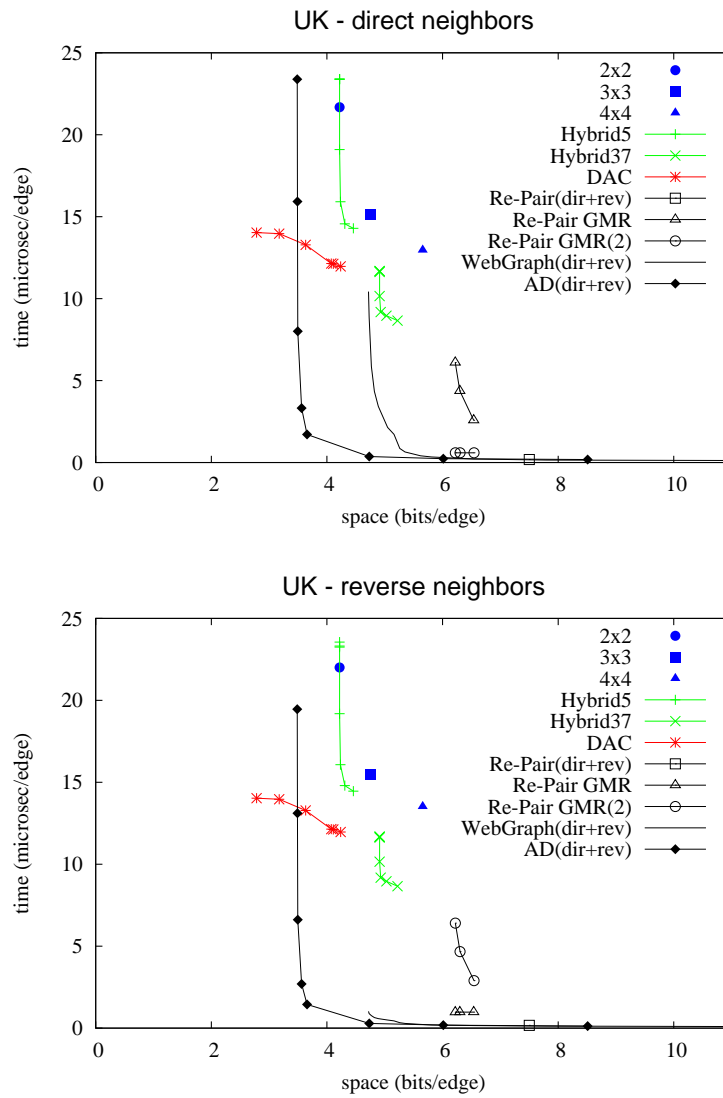 UK - direct neighbors
25
20
15
10
5
0
0 2 4 6 8 10
time (microsec/edge)
space (bits/edge)
2x2
3x3
4x4
Hybrid5
Hybrid37
DAC
Re-Pair(dir+rev)
Re-Pair GMR
Re-Pair GMR(2)
WebGraph(dir+rev)
AD(dir+rev)
UK - reverse neighbors
25
20
15
10
5
0
0 2 4 6 8 10
time (microsec/edge)
space (bits/edge)
2x2
3x3
4x4
Hybrid5
Hybrid37
DAC
Re-Pair(dir+rev)
Re-Pair GMR
Re-Pair GMR(2)
WebGraph(dir+rev)
AD(dir+rev)